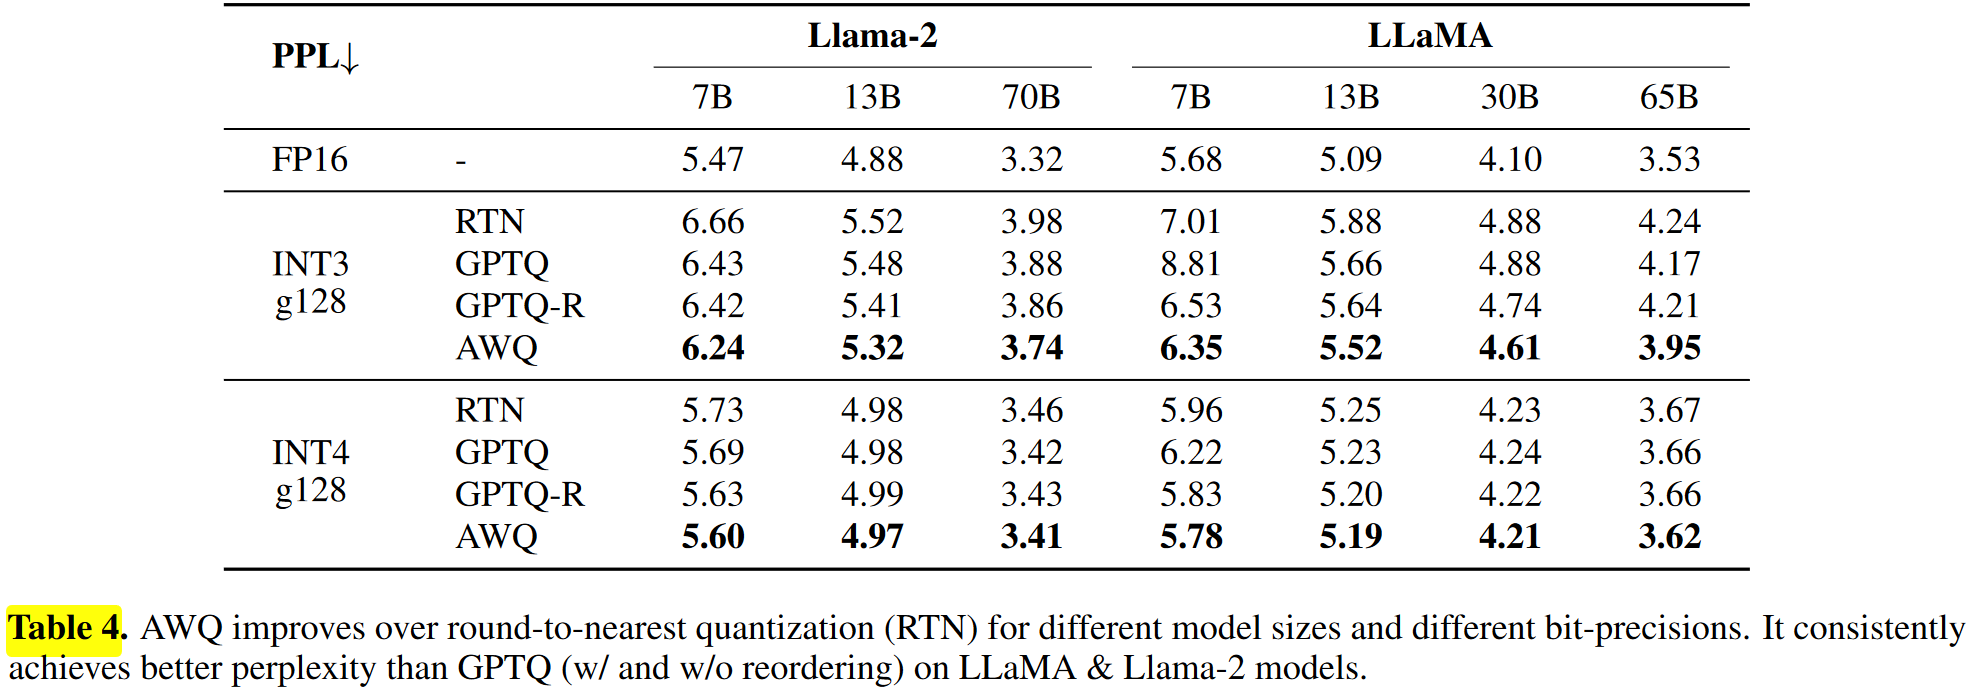 PPL↓ Llama-2 LLaMA
7B 13B 70B 7B 13B 30B 65B
FP16 - 5.47 4.88 3.32 5.68 5.09 4.10 3.53
INT3 g128
RTN 6.66 5.52 3.98 7.01 5.88 4.88 4.24
GPTQ 6.43 5.48 3.88 8.81 5.66 4.88 4.17
GPTQ-R 6.42 5.41 3.86 6.53 5.64 4.74 4.21
AWQ 6.24 5.32 3.74 6.35 5.52 4.61 3.95
INT4 g128
RTN 5.73 4.98 3.46 5.96 5.25 4.23 3.67
GPTQ 5.69 4.98 3.42 6.22 5.23 4.24 3.66
GPTQ-R 5.63 4.99 3.43 5.83 5.20 4.22 3.66
AWQ 5.60 4.97 3.41 5.78 5.19 4.21 3.62
Table 4. AWQ improves over round-to-nearest quantization (RTN) for different model sizes and different bit-precisions. It consistently
achieves better perplexity than GPTQ (w/ and w/o reordering) on LLaMA & Llama-2 models.